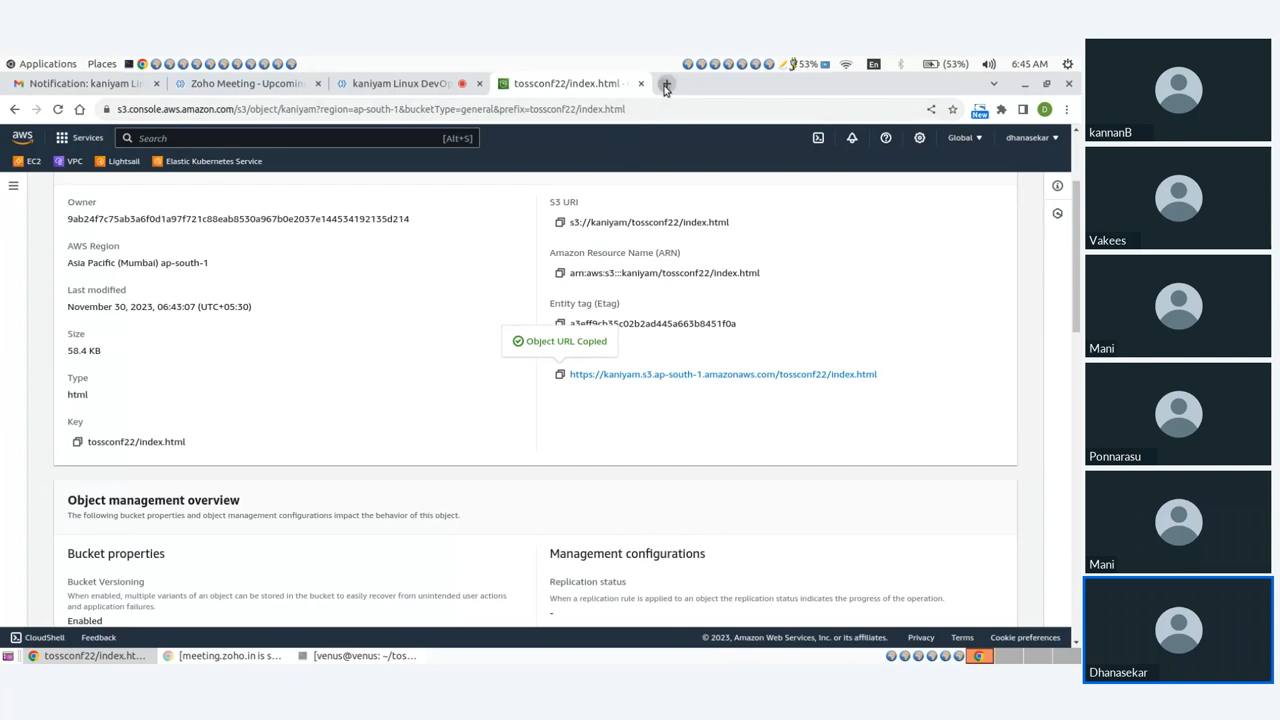 Applications Places 53% En (53%) 6:45 AM
Notification: kaniyam Lin Zoho Meeting - Upcomin kaniyam Linux DevOp tossconf22/index.html -
s3.console.aws.amazon.com/s3/object/kaniyam?region=ap-south-1&bucketType=general&prefix=tossconf22/index.html New D
aws Services Search [Alt+S] Global dhanasekar
EC2 VPC Lightsail Elastic Kubernetes Service
Owner
9ab24f7c75ab3a6f0d1a97f721c88eab8530a967b0e2037e144534192135d214
AWS Region
Asia Pacific (Mumbai) ap-south-1
Last modified
November 30, 2023, 06:43:07 (UTC+05:30)
Size
58.4 KB
Type
html
Key
tossconf22/index.html
S3 URI
s3://kaniyam/tossconf22/index.html
Amazon Resource Name (ARN)
arn:aws:s3:::kaniyam/tossconf22/index.html
Entity tag (Etag)
Object URL Copied
https://kaniyam.s3.ap-south-1.amazonaws.com/tossconf22/index.html
Object management overview
The following bucket properties and object management configurations impact the behavior of this object.
Bucket properties
Bucket Versioning
When enabled, multiple variants of an object can be stored in the bucket to easily recover from unintended user actions
and application failures.
Enabled
Management configurations
Replication status
When a replication rule is applied to an object the replication status indicates the progress of the operation.
-
CloudShell Feedback © 2023, Amazon Web Services, Inc. or its affiliates. Privacy Terms Cookie preferences
tossconf22/index.ht... [meeting.zoho.in is s... [venus@venus: ~/tos...
kannanB
Vakees
Mani
Ponnarasu
Mani
Dhanasekar